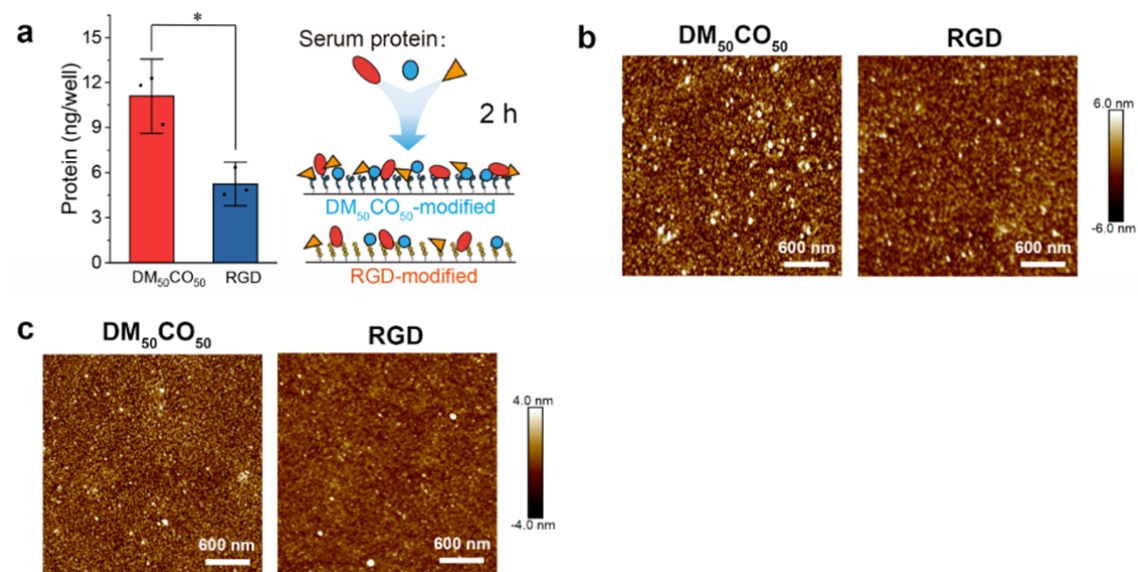 a
*
Protein (ng/well)
15
12
9
6
3
0
DM₅₀CO₅₀ RGD
Serum protein:
2 h
DM₅₀CO₅₀-modified
RGD-modified
b
DM₅₀CO₅₀ RGD
600 nm 600 nm
6.0 nm
-6.0 nm
c
DM₅₀CO₅₀ RGD
600 nm 600 nm
4.0 nm
-4.0 nm